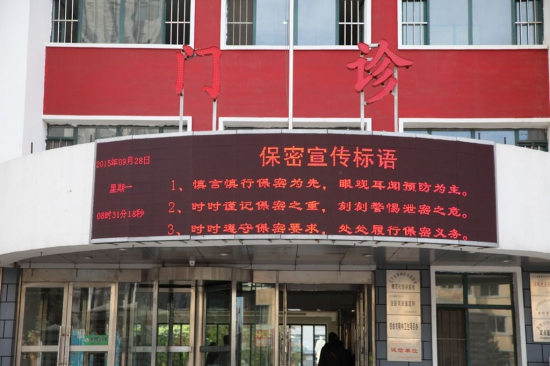 门诊
保密宣传标语
2015年09月28日
星期一
08时31分18秒
1、慎言慎行保密为先，眼观耳闻预防为主。
2、时时谨记保密之重，刻刻警惕泄密之危。
3、时时遵守保密要求，处处履行保密义务。